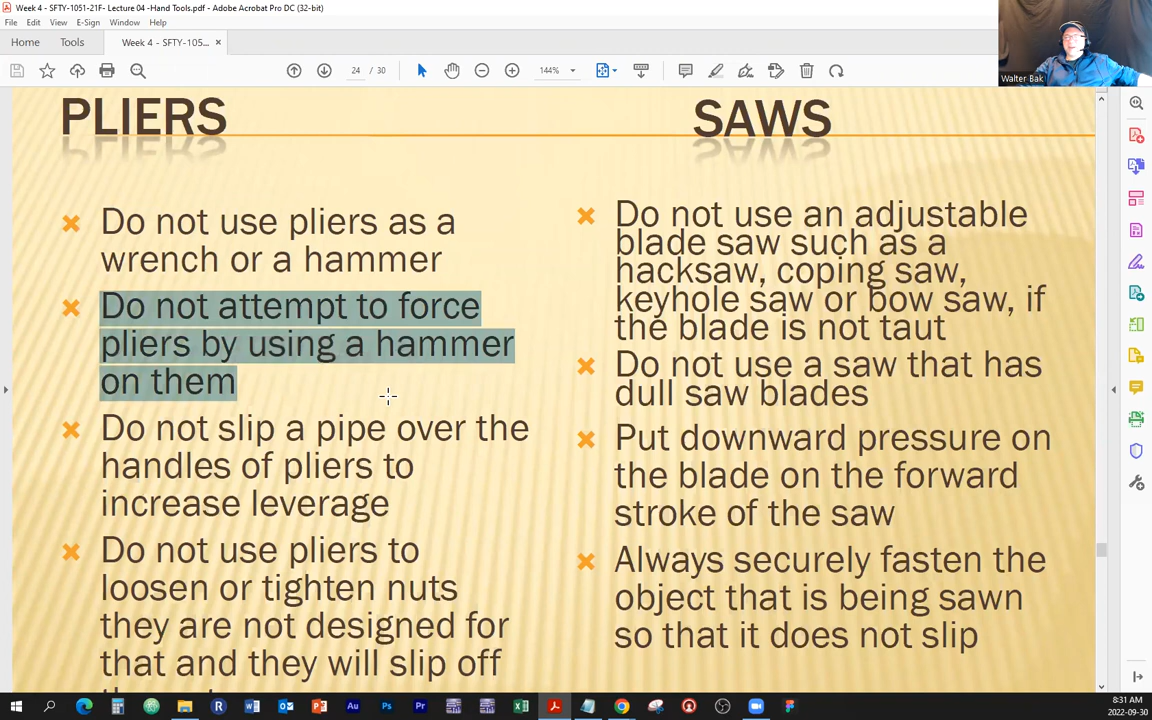 Week 4 - SFTY-1051-21F- Lecture 04 -Hand Tools.pdf - Adobe Acrobat Pro DC (32-bit)
File Edit View E-Sign Window Help
Home Tools Week 4 - SFTY-105... ×
24 / 30 144%
Walter Bak
PLIERS
Do not use pliers as a
wrench or a hammer
Do not attempt to force
pliers by using a hammer
on them
Do not slip a pipe over the
handles of pliers to
increase leverage
Do not use pliers to
loosen or tighten nuts
they are not designed for
that and they will slip off
SAWS
Do not use an adjustable
blade saw such as a
hacksaw, coping saw,
keyhole saw or bow saw, if
the blade is not taut
Do not use a saw that has
dull saw blades
Put downward pressure on
the blade on the forward
stroke of the saw
Always securely fasten the
object that is being sawn
so that it does not slip
8:31 AM
2022-09-30